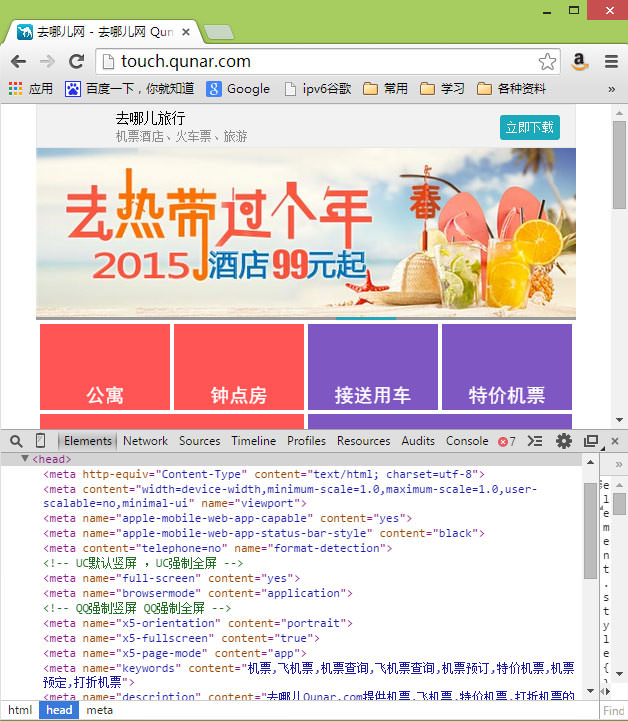 去哪儿网 - 去哪儿网 Qun
touch.qunar.com
应用 百度一下，你就知道 Google ipv6谷歌 常用 学习 各种资料 »
去哪儿旅行
机票酒店、火车票、旅游
立即下载
去热带过个年
春
2015酒店99元起
公寓 钟点房 接送用车 特价机票
Elements Network Sources Timeline Profiles Resources Audits Console 7
<head>
<meta http-equiv="Content-Type" content="text/html; charset=utf-8">
<meta content="width=device-width,minimum-scale=1.0,maximum-scale=1.0,user-
scalable=no,minimal-ui" name="viewport">
<meta name="apple-mobile-web-app-capable" content="yes">
<meta name="apple-mobile-web-app-status-bar-style" content="black">
<meta content="telephone=no" name="format-detection">
<!-- UC默认竖屏 ，UC强制全屏 -->
<meta name="full-screen" content="yes">
<meta name="browsermode" content="application">
<!-- QQ强制竖屏 QQ强制全屏 -->
<meta name="x5-orientation" content="portrait">
<meta name="x5-fullscreen" content="true">
<meta name="x5-page-mode" content="app">
<meta name="keywords" content="机票,飞机票,机票查询,飞机票查询,机票预订,特价机票,机票
预定,打折机票">
<meta name="description" content="去哪儿Qunar.com提供机票,飞机票,特价机票,打折机票的
»
element.style{
html head meta
Find